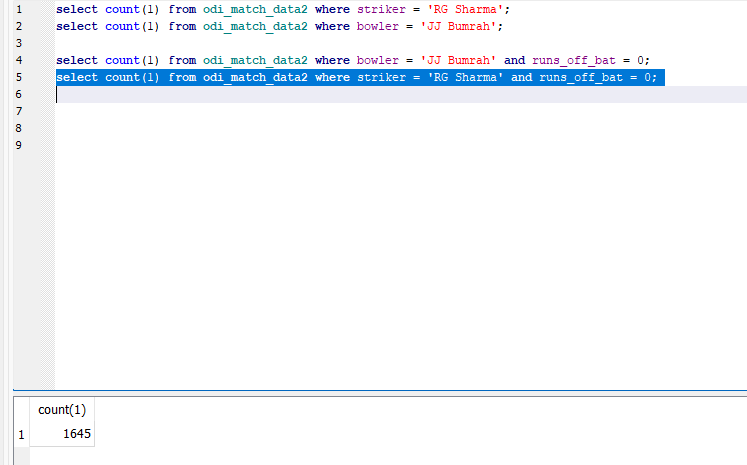 1 select count(1) from odi_match_data2 where striker = 'RG Sharma';
2 select count(1) from odi_match_data2 where bowler = 'JJ Bumrah';
3
4 select count(1) from odi_match_data2 where bowler = 'JJ Bumrah' and runs_off_bat = 0;
5 select count(1) from odi_match_data2 where striker = 'RG Sharma' and runs_off_bat = 0;
6
7
8
9
count(1)
1 1645